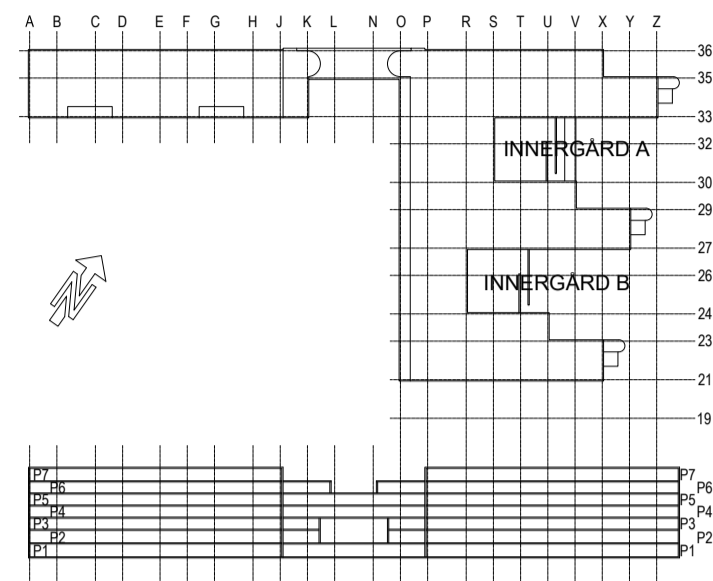 A B C D E F G H J K L N O P R S T U V X Y Z
36
35
33
32
INNERGÅRD A
30
29
27
26
INNERGÅRD B
24
23
21
19
N
P7 P7
P6 P6
P5 P5
P4 P4
P3 P3
P2 P2
P1 P1